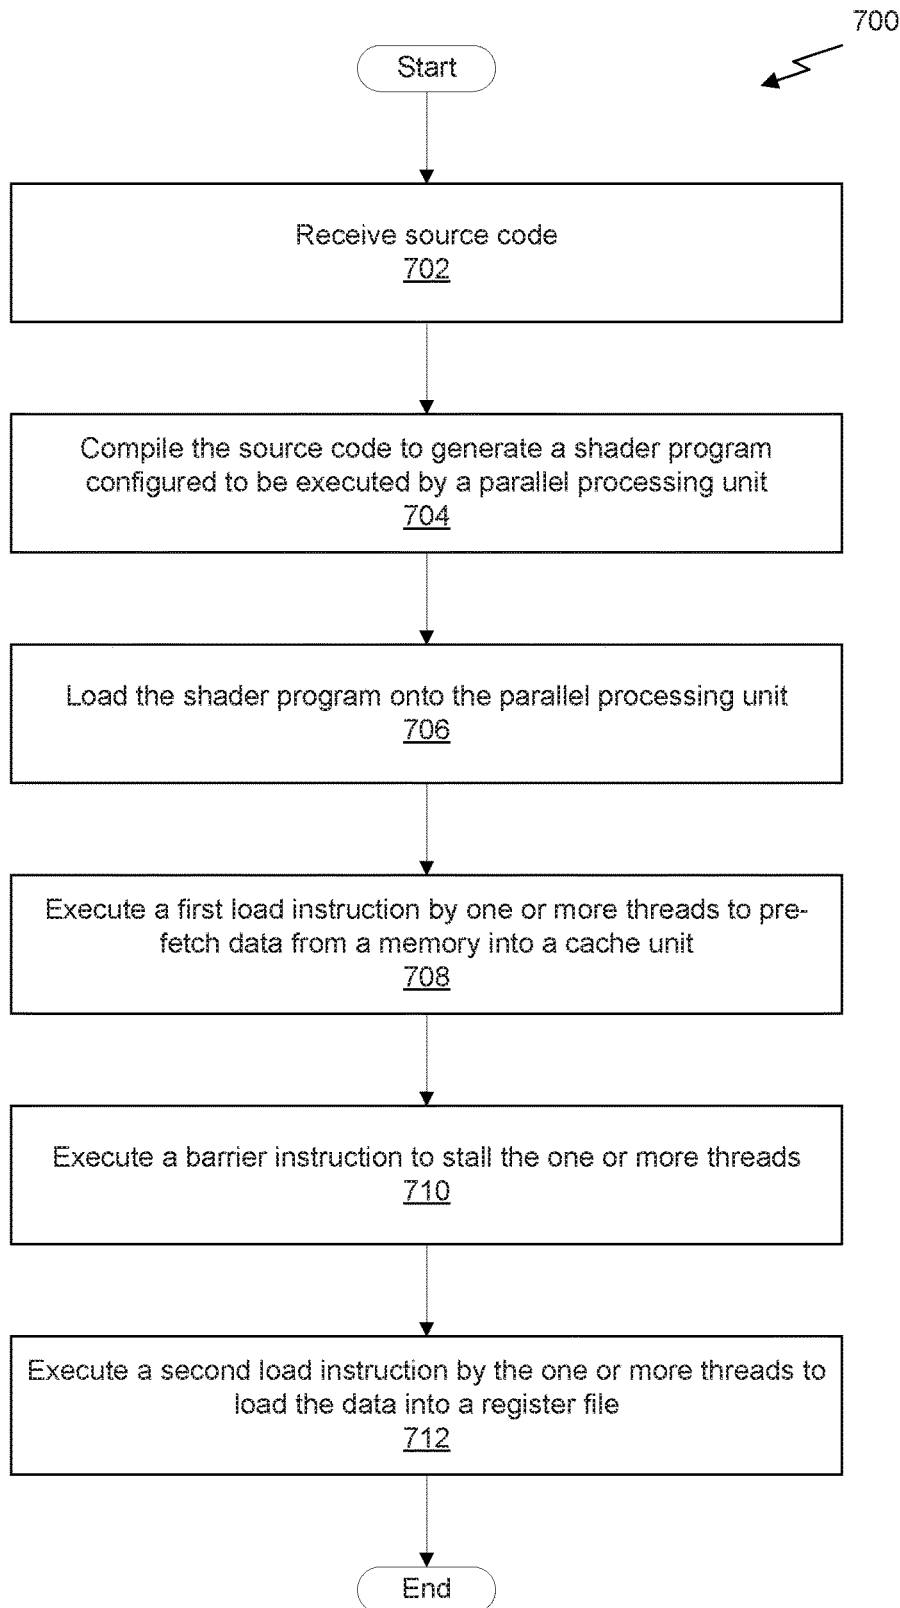 700
Start
Receive source code
702
Compile the source code to generate a shader program
configured to be executed by a parallel processing unit
704
Load the shader program onto the parallel processing unit
706
Execute a first load instruction by one or more threads to pre-
fetch data from a memory into a cache unit
708
Execute a barrier instruction to stall the one or more threads
710
Execute a second load instruction by the one or more threads to
load the data into a register file
712
End